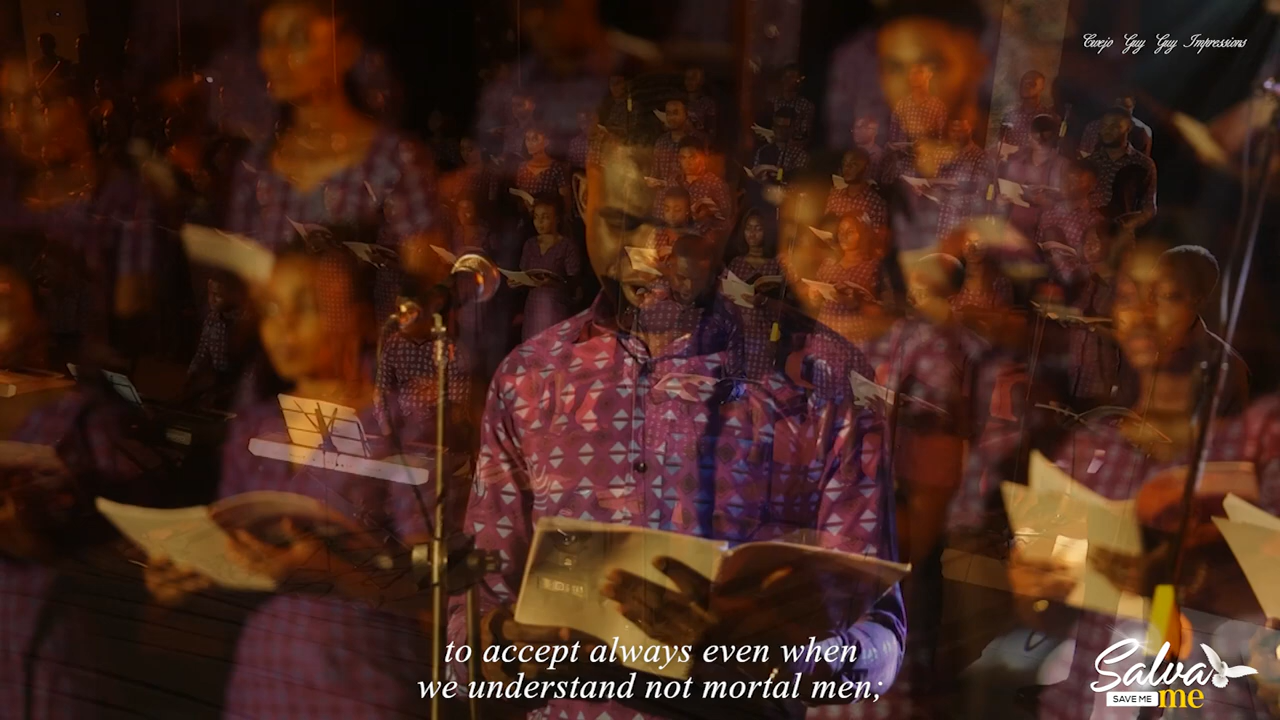 Cwejo Guy Guy Impressions
to accept always even when
we understand not mortal men;
Salva
SAVE ME
me